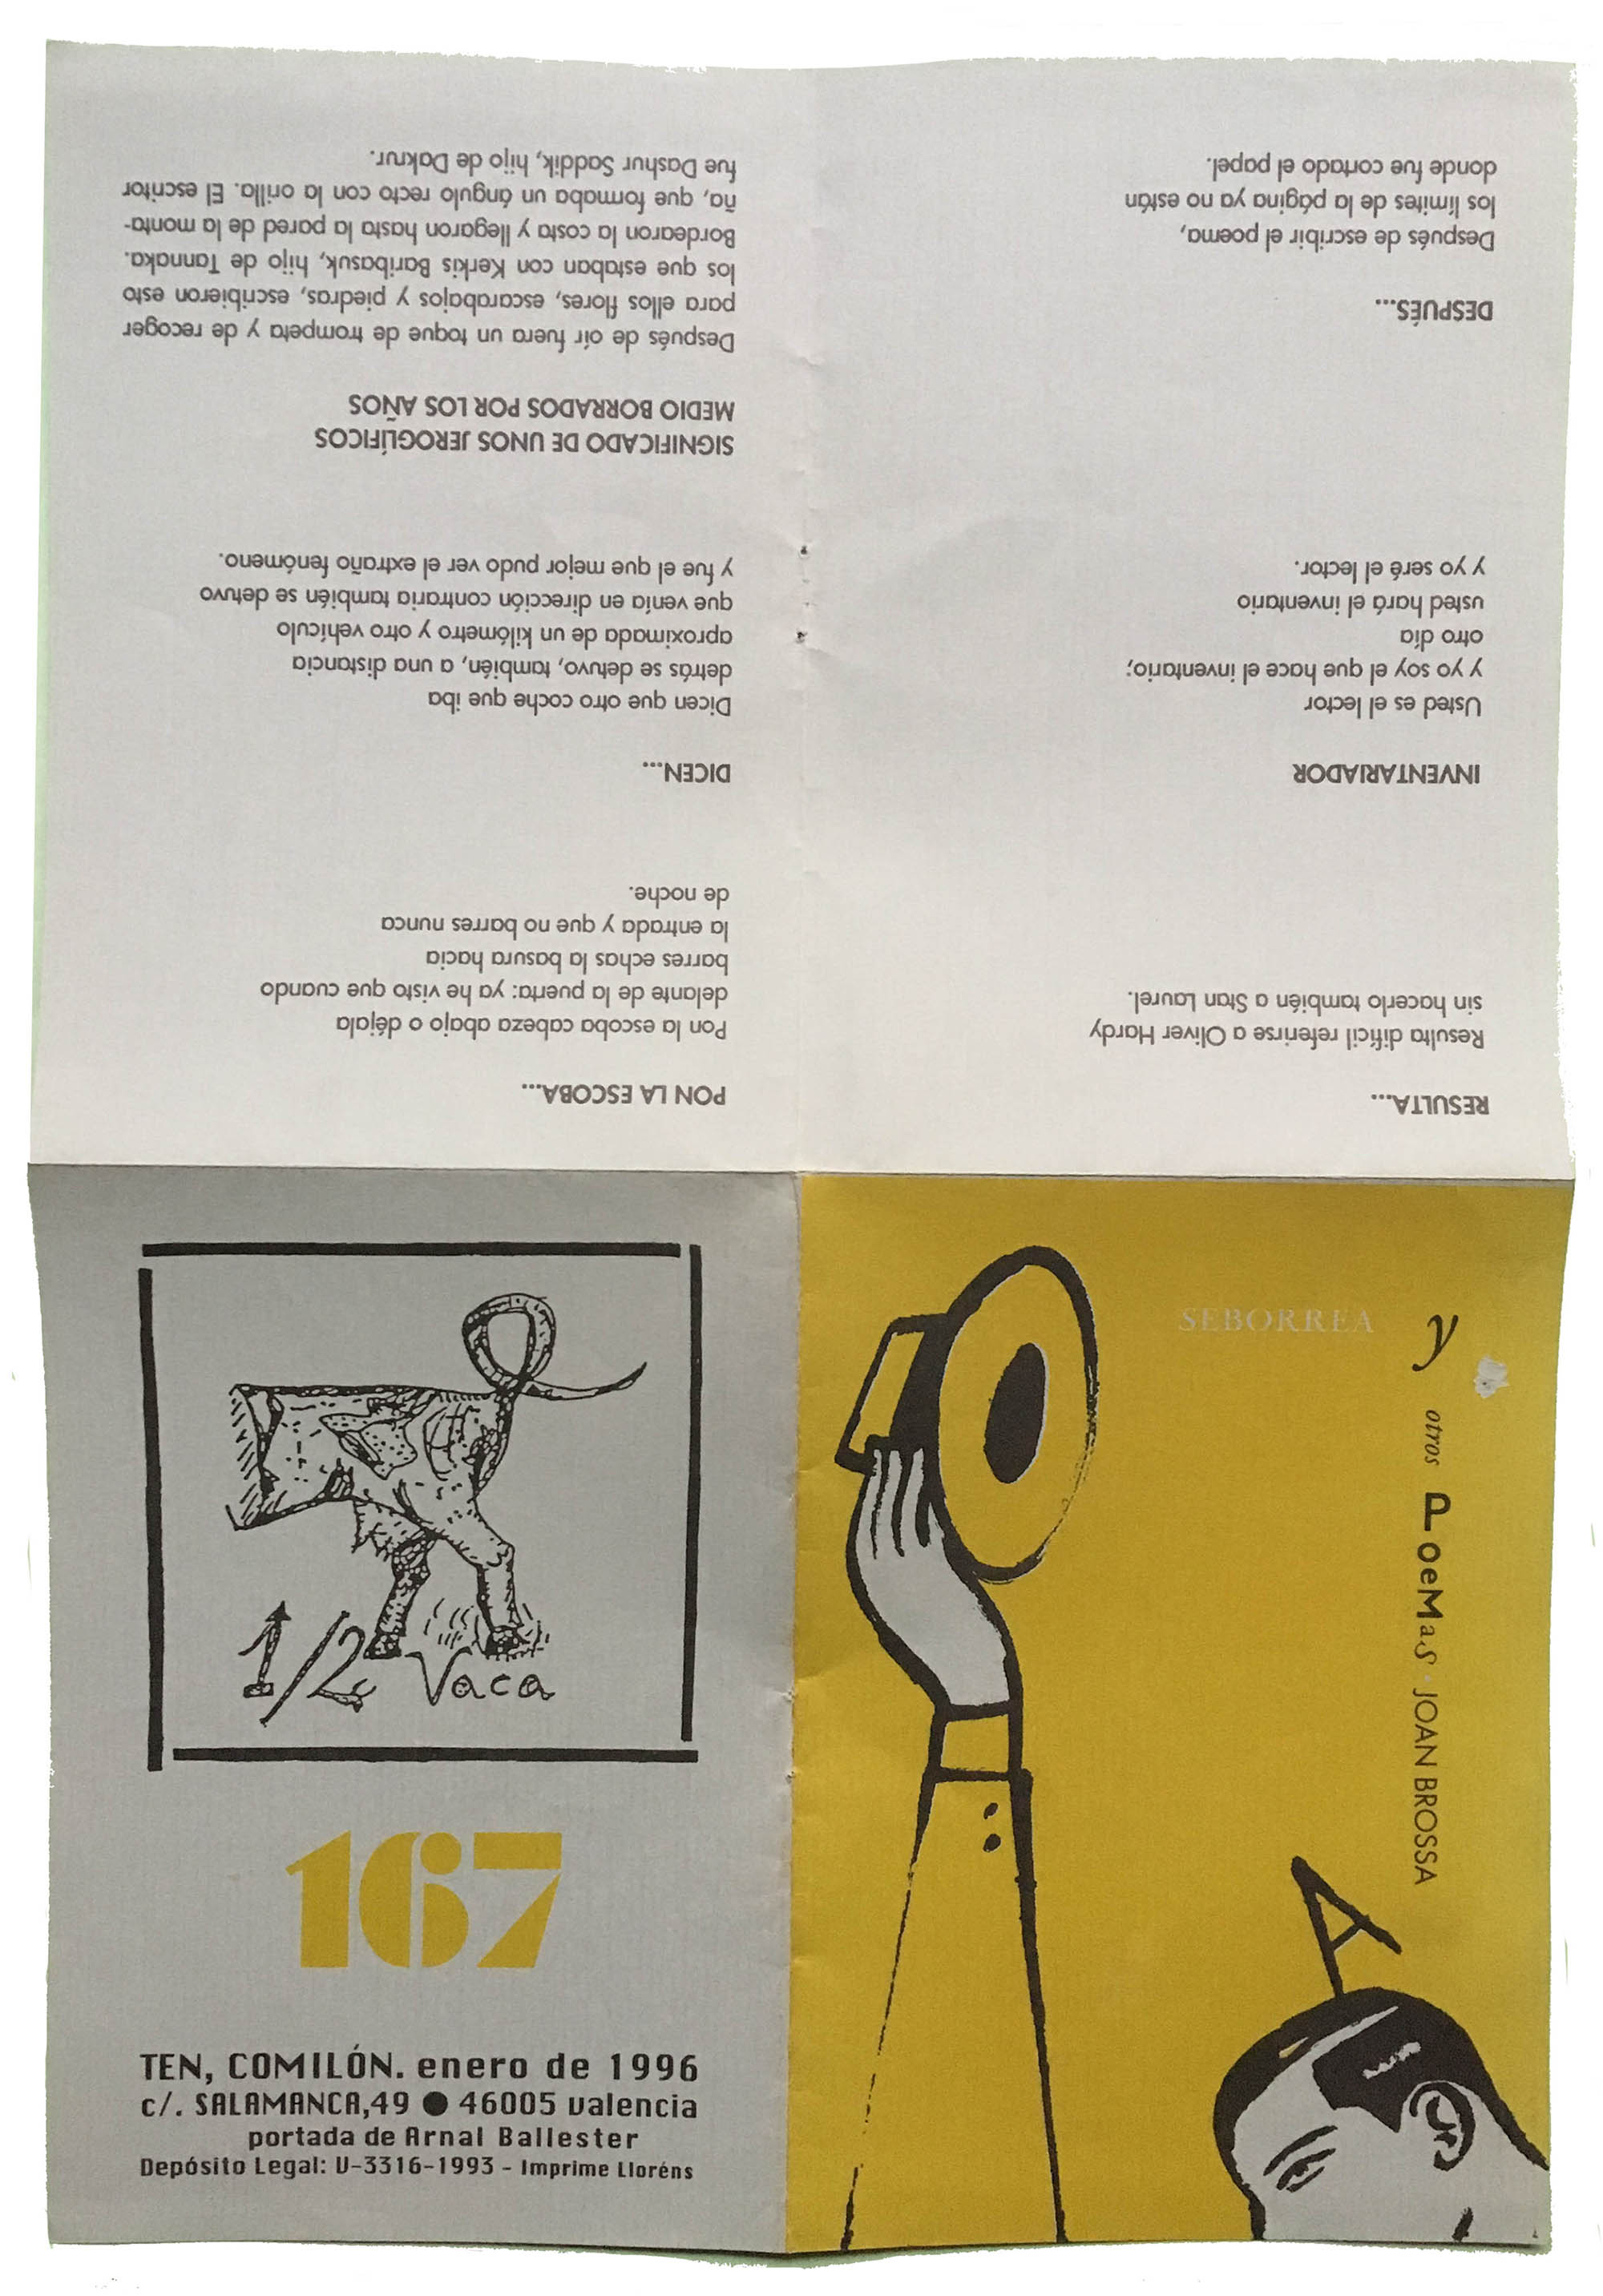 RESULTA...
Resulta difícil referirse a Oliver Hardy
sin hacerlo también a Stan Laurel.
INVENTARIADOR
Usted es el lector
y yo soy el que hace el inventario;
otro día
usted hará el inventario
y yo seré el lector.
DESPUÉS...
Después de escribir el poema,
los límites de la página ya no están
donde fue cortado el papel.
PON LA ESCOBA...
Pon la escoba cabeza abajo o déjala
delante de la puerta: ya he visto que cuando
barres echas la basura hacia
la entrada y que no barres nunca
de noche.
DICEN...
Dicen que otro coche que iba
detrás se detuvo, también, a una distancia
aproximada de un kilómetro y otro vehículo
que venía en dirección contraria también se detuvo
y fue el que mejor pudo ver el extraño fenómeno.
SIGNIFICADO DE UNOS JEROGLÍFICOS
MEDIO BORRADOS POR LOS AÑOS
Después de oír fuera un toque de trompeta y de recoger
para ellos flores, escarabajos y piedras, escribieron esto
los que estaban con Kerkis Baribasuk, hijo de Tannaka.
Bordearon la costa y llegaron hasta la pared de la monta-
ña, que formaba un ángulo recto con la orilla. El escritor
fue Dashur Saddik, hijo de Dakrur.
1/2 Vaca
167
TEN, COMILÓN. enero de 1996
c/. SALAMANCA,49 ● 46005 valencia
portada de Arnal Ballester
Depósito Legal: V-3316-1993 - Imprime Lloréns
SEBORREA
y otros PoeMas · JOAN BROSSA
A